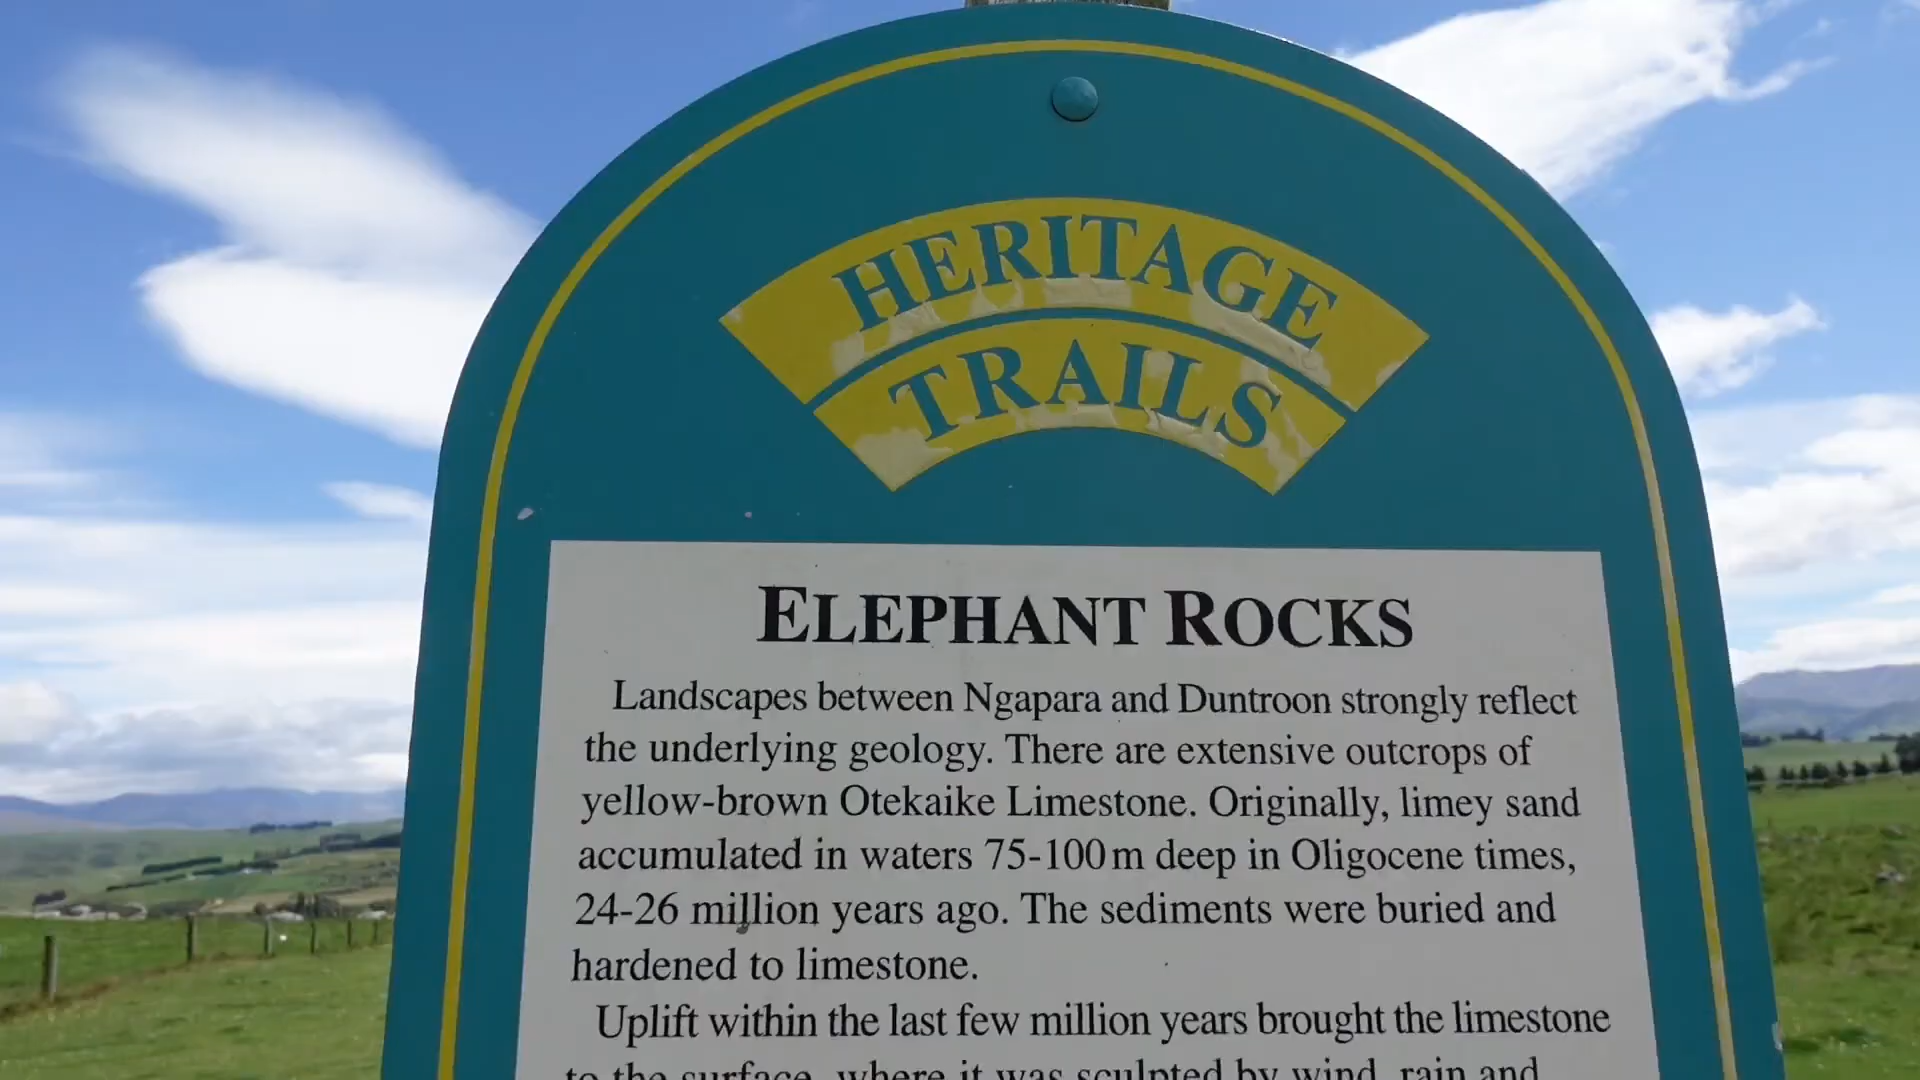 HERITAGE
TRAILS
ELEPHANT ROCKS
Landscapes between Ngapara and Duntroon strongly reflect
the underlying geology. There are extensive outcrops of
yellow-brown Otekaike Limestone. Originally, limey sand
accumulated in waters 75-100m deep in Oligocene times,
24-26 million years ago. The sediments were buried and
hardened to limestone.
Uplift within the last few million years brought the limestone
to the surface, where it was sculpted by wind, rain and